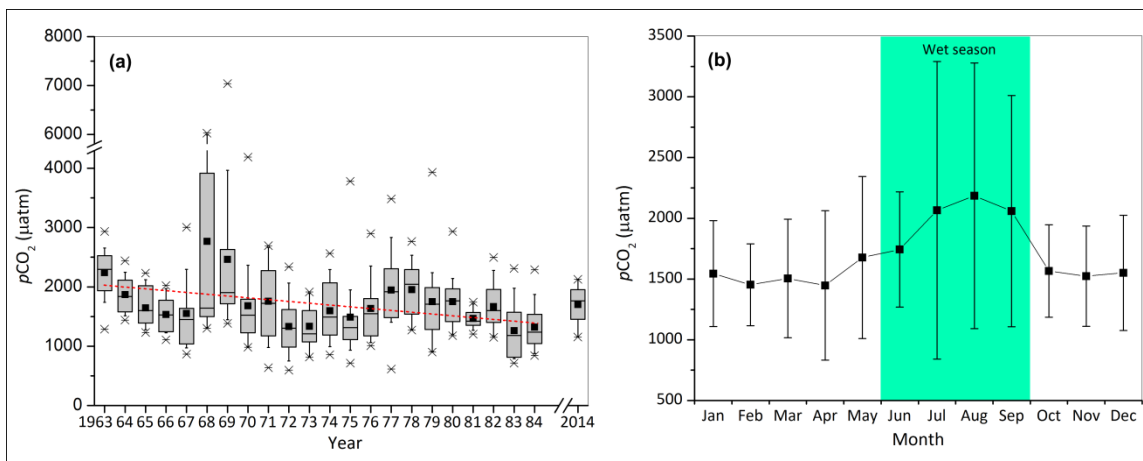 (a)
8000
7000
6000
4000
3000
2000
1000
0
pCO₂ (µatm)
1963 64 65 66 67 68 69 70 71 72 73 74 75 76 77 78 79 80 81 82 83 84 2014
Year
(b)
Wet season
3500
3000
2500
2000
1500
1000
500
pCO₂ (µatm)
Jan Feb Mar Apr May Jun Jul Aug Sep Oct Nov Dec
Month